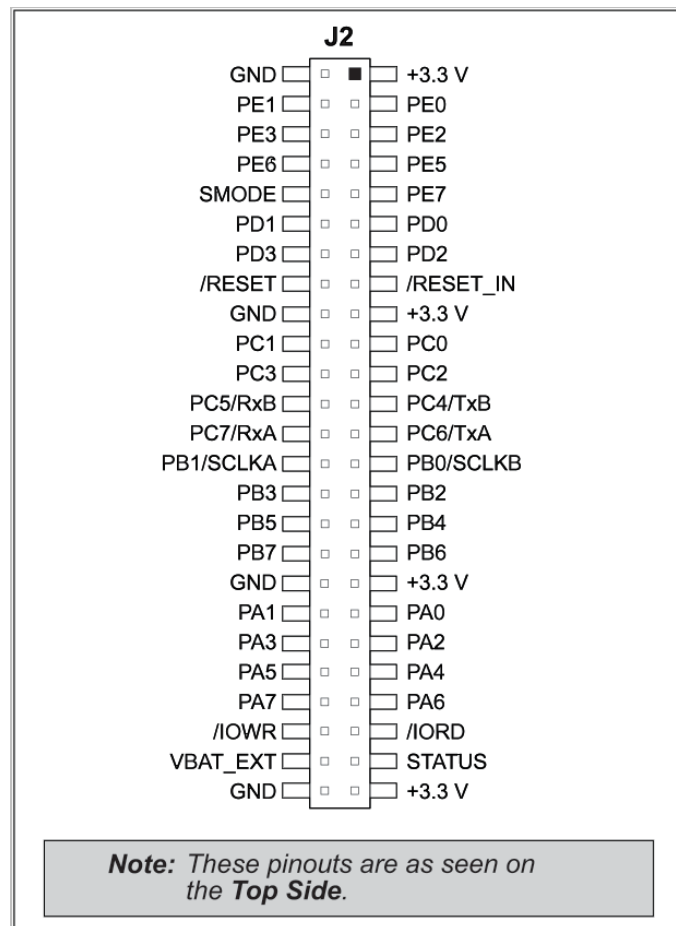 J2
GND +3.3 V
PE1 PE0
PE3 PE2
PE6 PE5
SMODE PE7
PD1 PD0
PD3 PD2
/RESET /RESET_IN
GND +3.3 V
PC1 PC0
PC3 PC2
PC5/RxB PC4/TxB
PC7/RxA PC6/TxA
PB1/SCLKA PB0/SCLKB
PB3 PB2
PB5 PB4
PB7 PB6
GND +3.3 V
PA1 PA0
PA3 PA2
PA5 PA4
PA7 PA6
/IOWR /IORD
VBAT_EXT STATUS
GND +3.3 V
Note: These pinouts are as seen on
the Top Side.